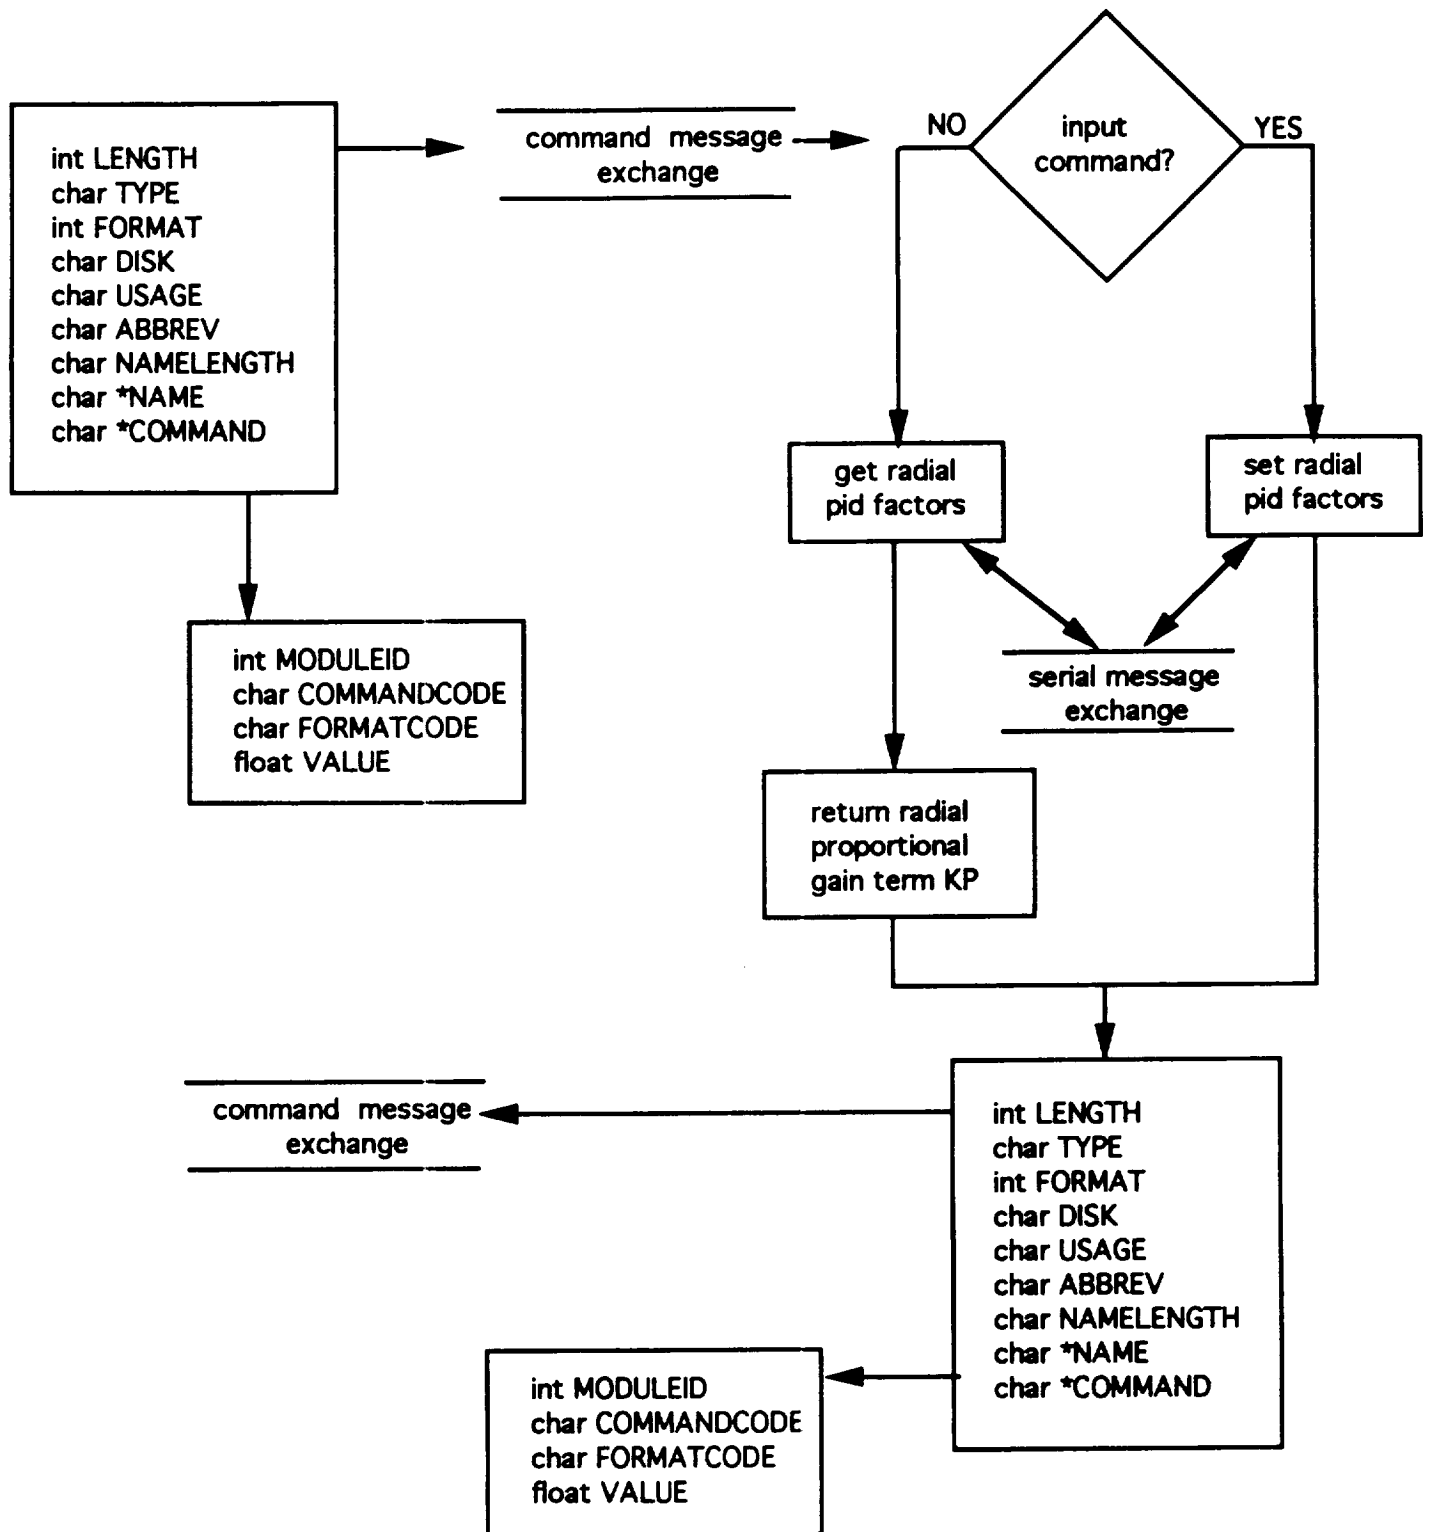 int LENGTH
char TYPE
int FORMAT
char DISK
char USAGE
char ABBREV
char NAMELENGTH
char *NAME
char *COMMAND
command message
exchange
NO
input
command?
YES
get radial
pid factors
set radial
pid factors
int MODULEID
char COMMANDCODE
char FORMATCODE
float VALUE
serial message
exchange
return radial
proportional
gain term KP
command message
exchange
int LENGTH
char TYPE
int FORMAT
char DISK
char USAGE
char ABBREV
char NAMELENGTH
char *NAME
char *COMMAND
int MODULEID
char COMMANDCODE
char FORMATCODE
float VALUE